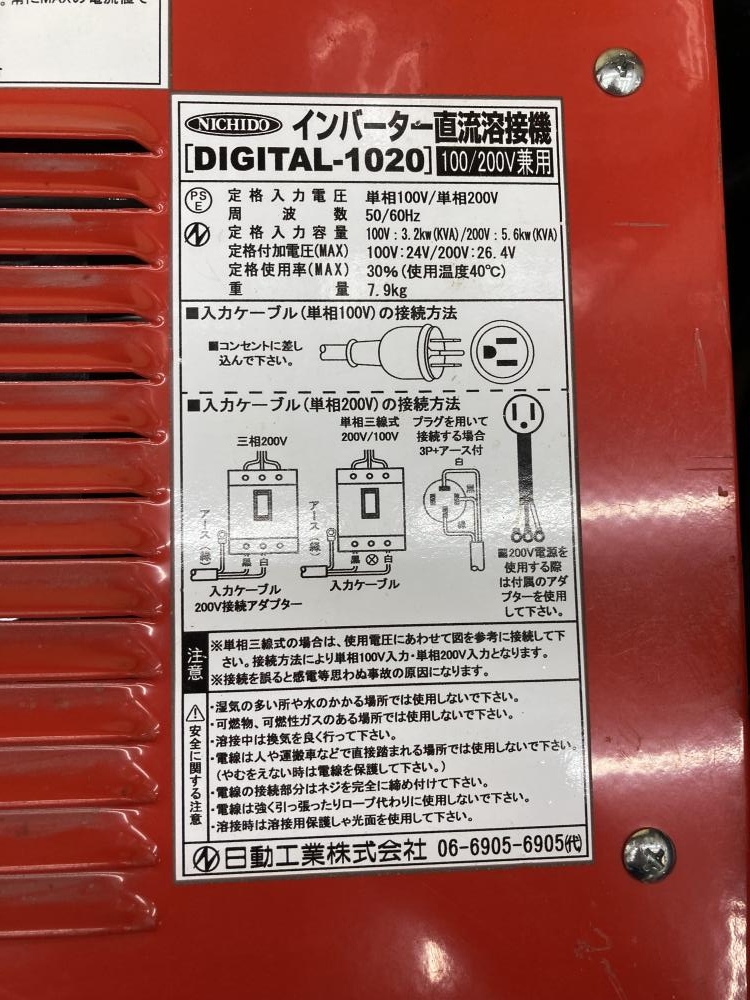 。常にMAXの電流値で
NICHIDO インバーター直流溶接機
[DIGITAL-1020] 100/200V兼用
PS
E
定格入力電圧 単相100V/単相200V
周波数 50/60Hz
定格入力容量 100V：3.2kw(KVA)/200V：5.6kw(KVA)
定格付加電圧(MAX) 100V:24V/200V:26.4V
定格使用率(MAX) 30%(使用温度40℃)
重量 7.9kg
■入力ケーブル(単相100V)の接続方法
■コンセントに差し
込んで下さい。
■入力ケーブル(単相200V)の接続方法
三相200V
単相三線式
200V/100V
プラグを用いて
接続する場合
3P+アース付
白
黒
緑
アース(緑)
黒
白
アース(緑)
黒
白
入力ケーブル
200V接続アダプター
入力ケーブル
■200V電源を
使用する際
は付属のアダ
プターを使用
して下さい。
注意
※単相三線式の場合は、使用電圧にあわせて図を参考に接続して下
さい。接続方法により単相100V入力・単相200V入力となります。
※接続を誤ると感電等思わぬ事故の原因になります。
安全に関する注意
・湿気の多い所や水のかかる場所では使用しないで下さい。
・可燃物、可燃性ガスのある場所では使用しないで下さい。
・溶接中は換気を良く行って下さい。
・電線は人や運搬車などで直接踏まれる場所では使用しないで下さい。
(やむをえない時は電線を保護して下さい。)
・電線の接続部分はネジを完全に締め付けて下さい。
・電線は強く引っ張ったりロープ代わりに使用しないで下さい。
・溶接時は溶接用保護しゃ光面を使用して下さい。
日動工業株式会社 06-6905-6905(代)